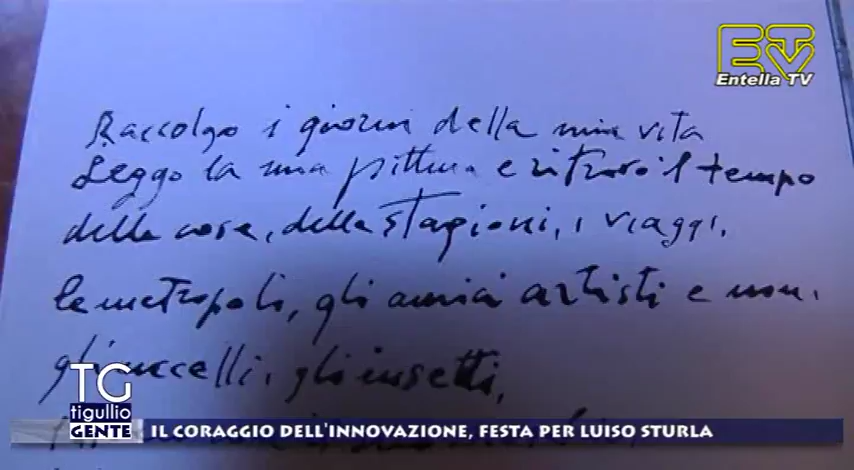 ETV
Entella TV
Raccolgo i giorni della mia vita
Leggo la mia pittura e ritrovo il tempo
delle cose, delle stagioni, i viaggi,
le metropoli, gli amici artisti e non,
gli uccelli, gli insetti,
TG
tigullio
GENTE
IL CORAGGIO DELL'INNOVAZIONE, FESTA PER LUISO STURLA